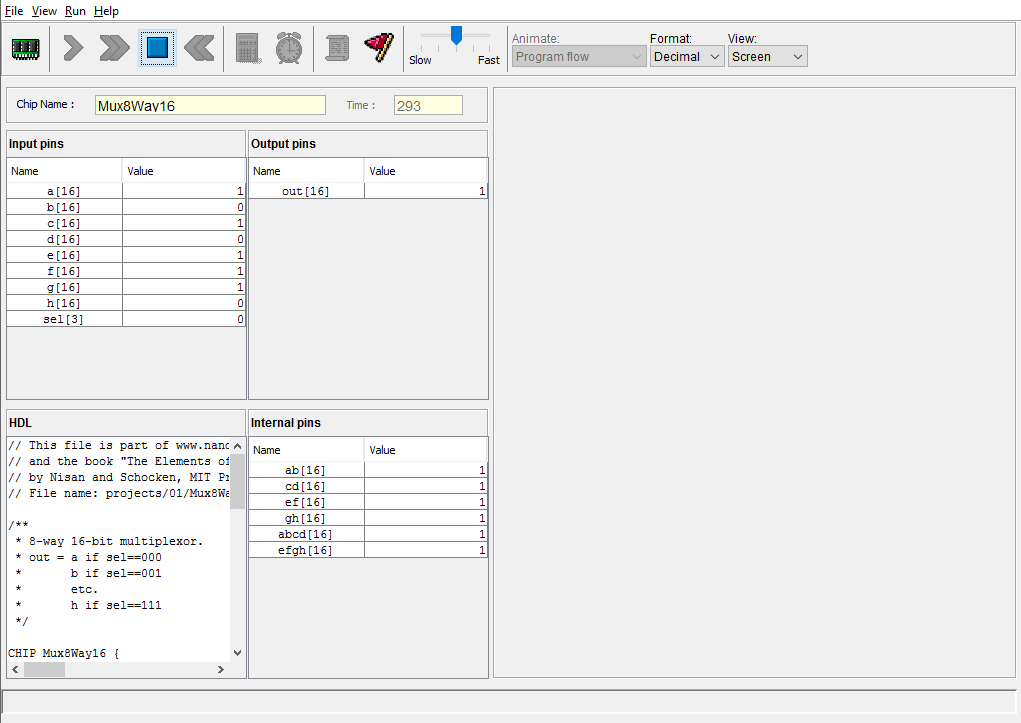 File View Run Help
Slow
Fast
Animate:
Program flow
Format:
Decimal
View:
Screen
Chip Name :
Mux8Way16
Time :
293
Input pins
Name Value
a[16] 1
b[16] 0
c[16] 1
d[16] 0
e[16] 1
f[16] 1
g[16] 1
h[16] 0
sel[3] 0
Output pins
Name Value
out[16] 1
HDL
// This file is part of www.nand
// and the book "The Elements of
// by Nisan and Schocken, MIT Pr
// File name: projects/01/Mux8Wa
/**
* 8-way 16-bit multiplexor.
* out = a if sel==000
* b if sel==001
* etc.
* h if sel==111
*/
CHIP Mux8Way16 {
Internal pins
Name Value
ab[16] 1
cd[16] 1
ef[16] 1
gh[16] 1
abcd[16] 1
efgh[16] 1